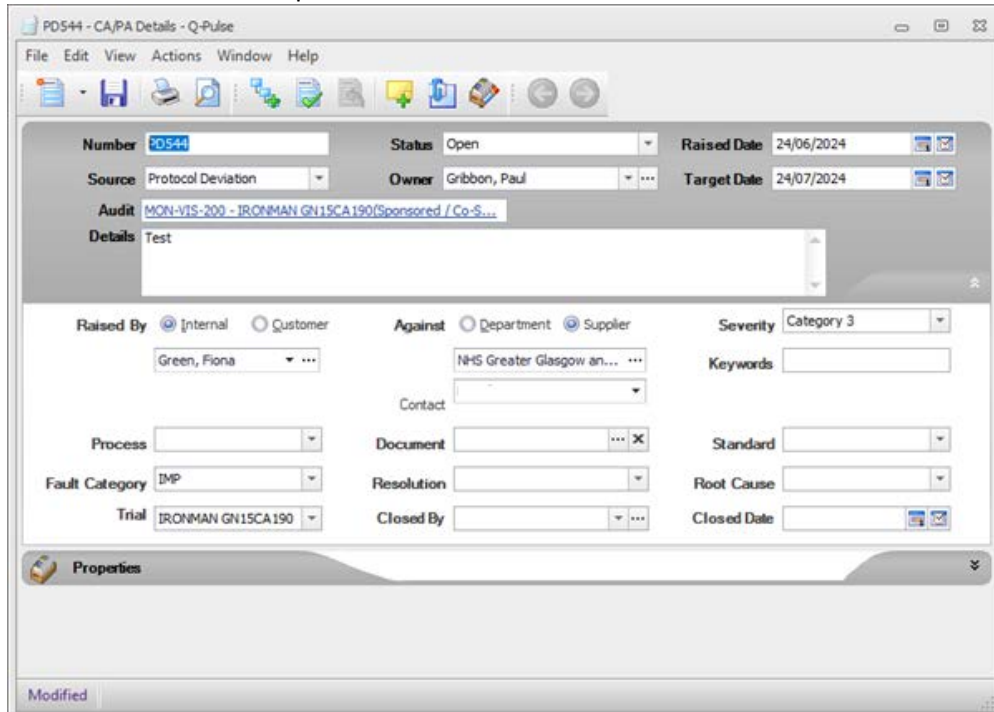 PD544 - CA/PA Details - Q-Pulse
File Edit View Actions Window Help
Number PD544 Status Open Raised Date 24/06/2024
Source Protocol Deviation Owner Gribbon, Paul ... Target Date 24/07/2024
Audit MON-VIS-200 - IRONMAN GN15CA190(Sponsored / Co-S...
Details Test
Raised By Internal Customer Against Department Supplier Severity Category 3
Green, Fiona ... NHS Greater Glasgow an... ... Keywords
Contact
Process Document ... X Standard
Fault Category IMP Resolution Root Cause
Trial IRONMAN GN15CA190 Closed By ... Closed Date
Properties
Modified